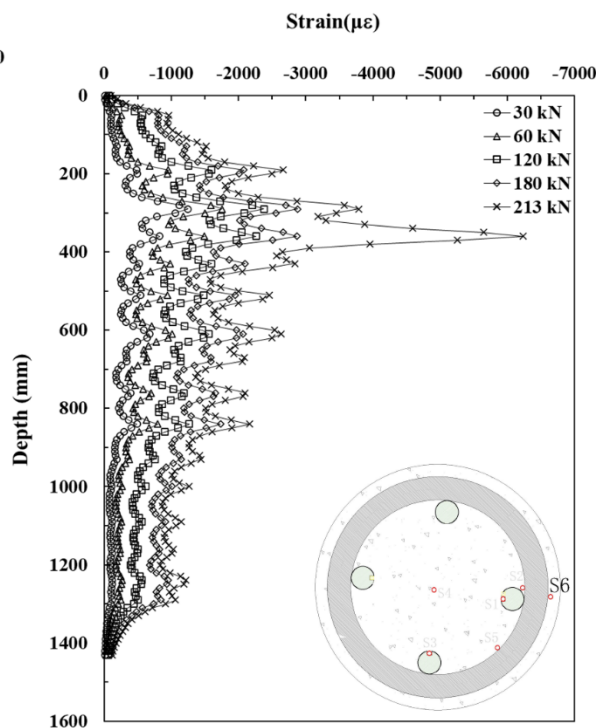 Strain(µε)
0 -1000 -2000 -3000 -4000 -5000 -6000 -7000
0
200
400
600
800
1000
1200
1400
1600
Depth (mm)
30 kN
60 kN
120 kN
180 kN
213 kN
S2
S4
S1
S6
S3
S5